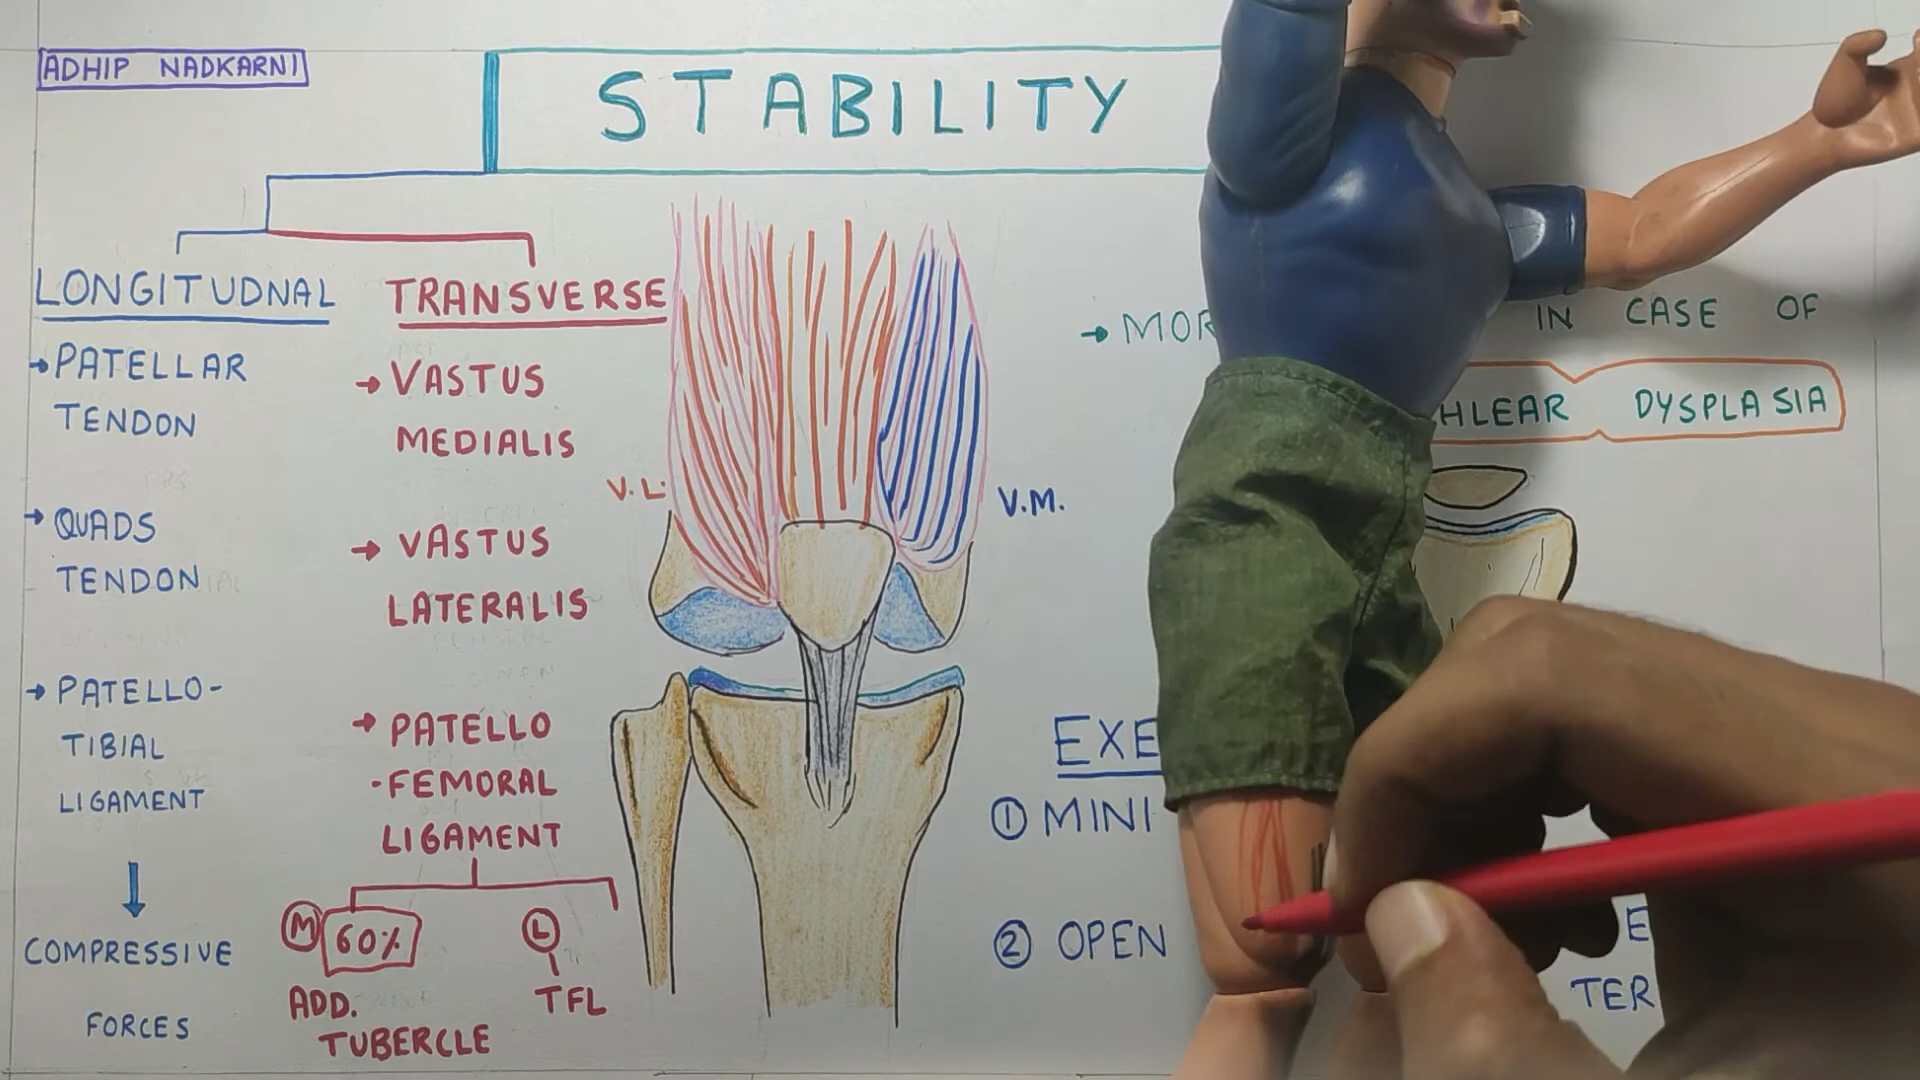 ADHIP NADKARNI
STABILITY
LONGITUDNAL
→ PATELLAR
TENDON
→ QUADS
TENDON
→ PATELLO-
TIBIAL
LIGAMENT
COMPRESSIVE
FORCES
TRANSVERSE
→ VASTUS
MEDIALIS
→ VASTUS
LATERALIS
→ PATELLO
-FEMORAL
LIGAMENT
M 60%
ADD.
TUBERCLE
L
TFL
V.L.
V.M.
→ MOR IN CASE OF
HLEAR DYSPLASIA
EXE
① MINI
② OPEN E
TER